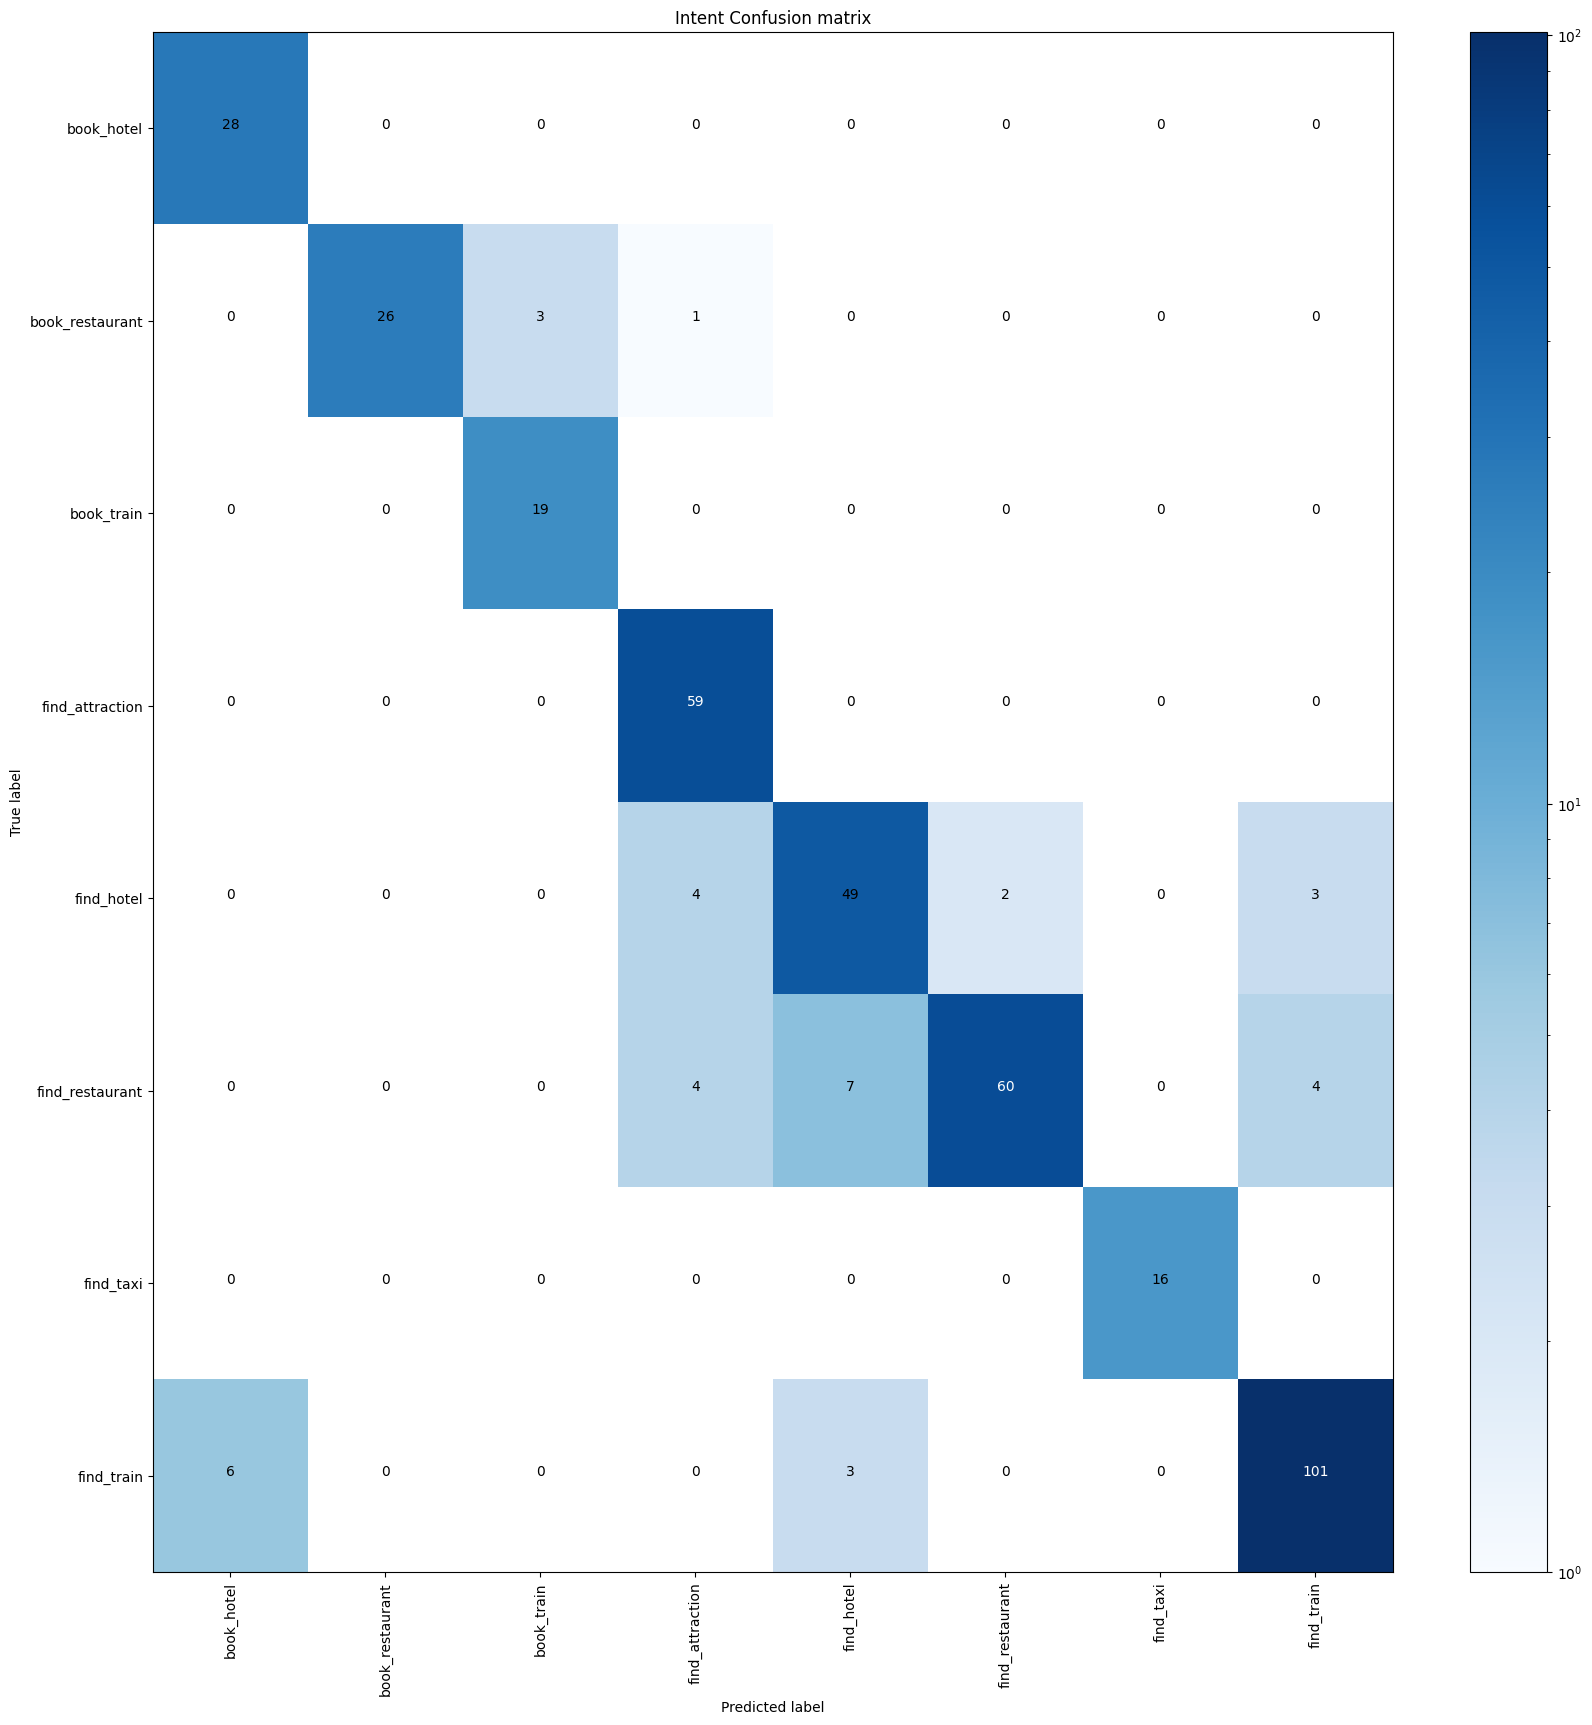 Intent Confusion matrix
book_hotel 28 0 0 0 0 0 0 0
book_restaurant 0 26 3 1 0 0 0 0
book_train 0 0 19 0 0 0 0 0
find_attraction 0 0 0 59 0 0 0 0
find_hotel 0 0 0 4 49 2 0 3
find_restaurant 0 0 0 4 7 60 0 4
find_taxi 0 0 0 0 0 0 16 0
find_train 6 0 0 0 3 0 0 101
True label
book_hotel
book_restaurant
book_train
find_attraction
find_hotel
find_restaurant
find_taxi
find_train
Predicted label
10²
10¹
10⁰